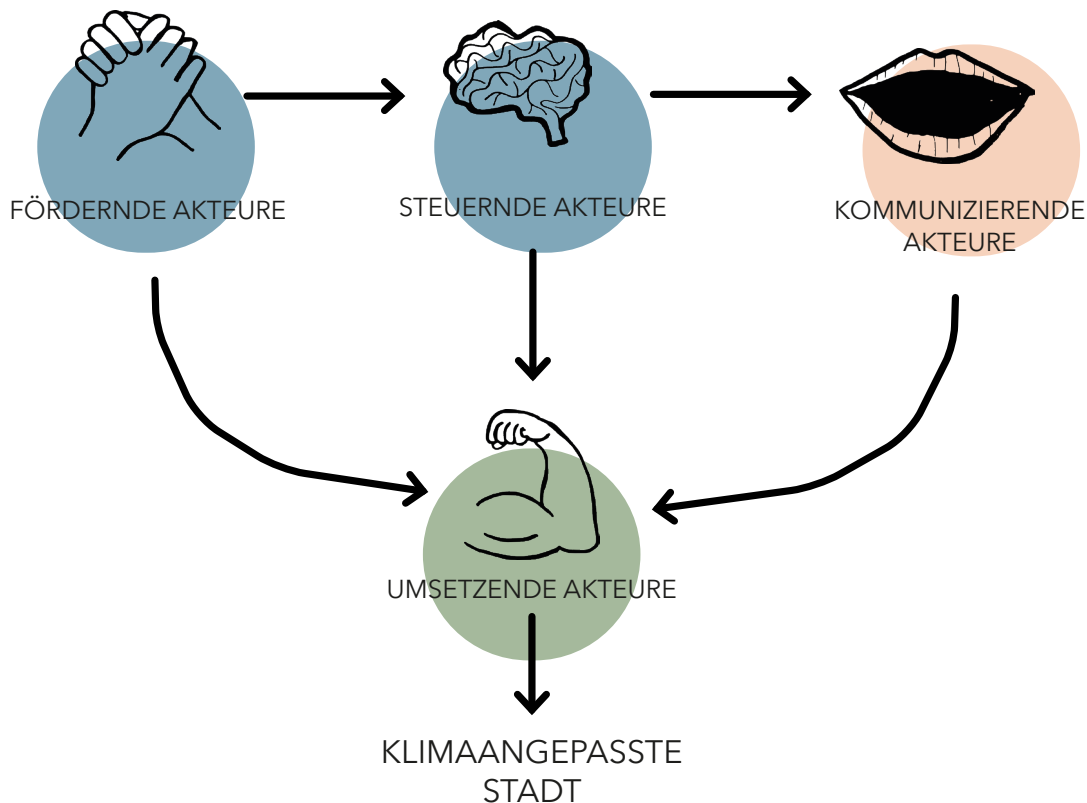 FÖRDERNDE AKTEURE
STEUERNDE AKTEURE
KOMMUNIZIERENDE
AKTEURE
UMSETZENDE AKTEURE
KLIMAANGEPASSTE
STADT